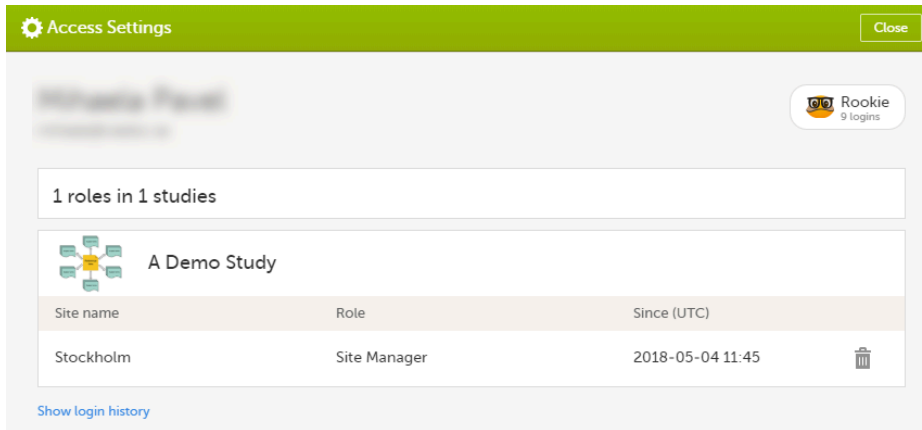 Access Settings
Close
Rookie
9 logins
1 roles in 1 studies
A Demo Study
Site name Role Since (UTC)
Stockholm Site Manager 2018-05-04 11:45
Show login history